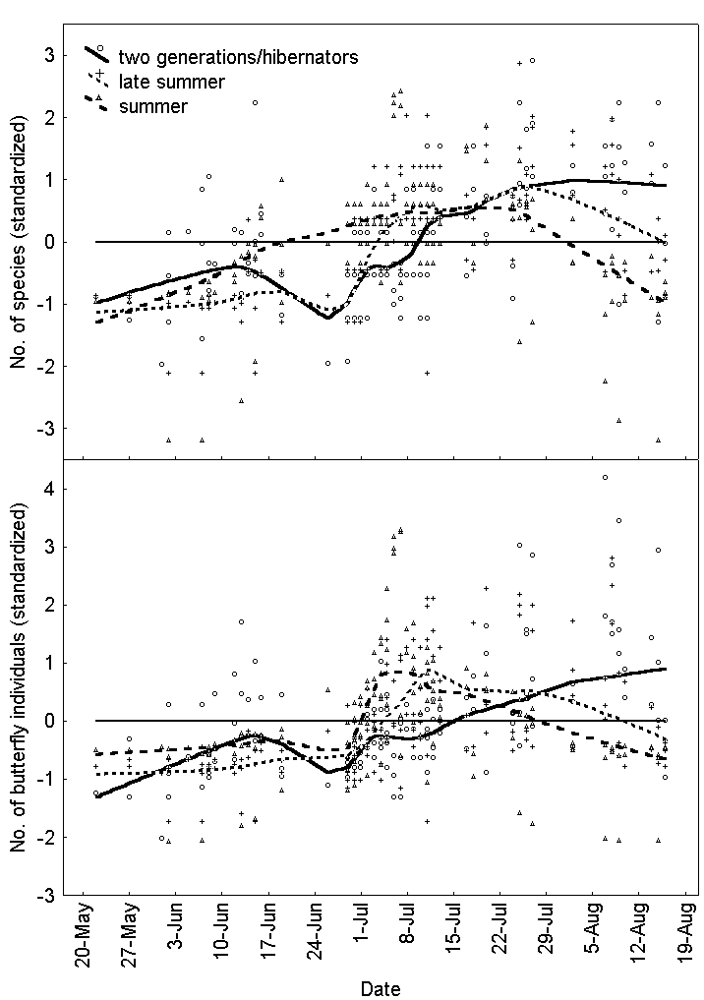 No. of species (standardized)
3
2
1
0
-1
-2
-3
two generations/hibernators
late summer
summer
No. of butterfly individuals (standardized)
4
3
2
1
0
-1
-2
-3
20-May
27-May
3-Jun
10-Jun
17-Jun
24-Jun
1-Jul
8-Jul
15-Jul
22-Jul
29-Jul
5-Aug
12-Aug
19-Aug
Date